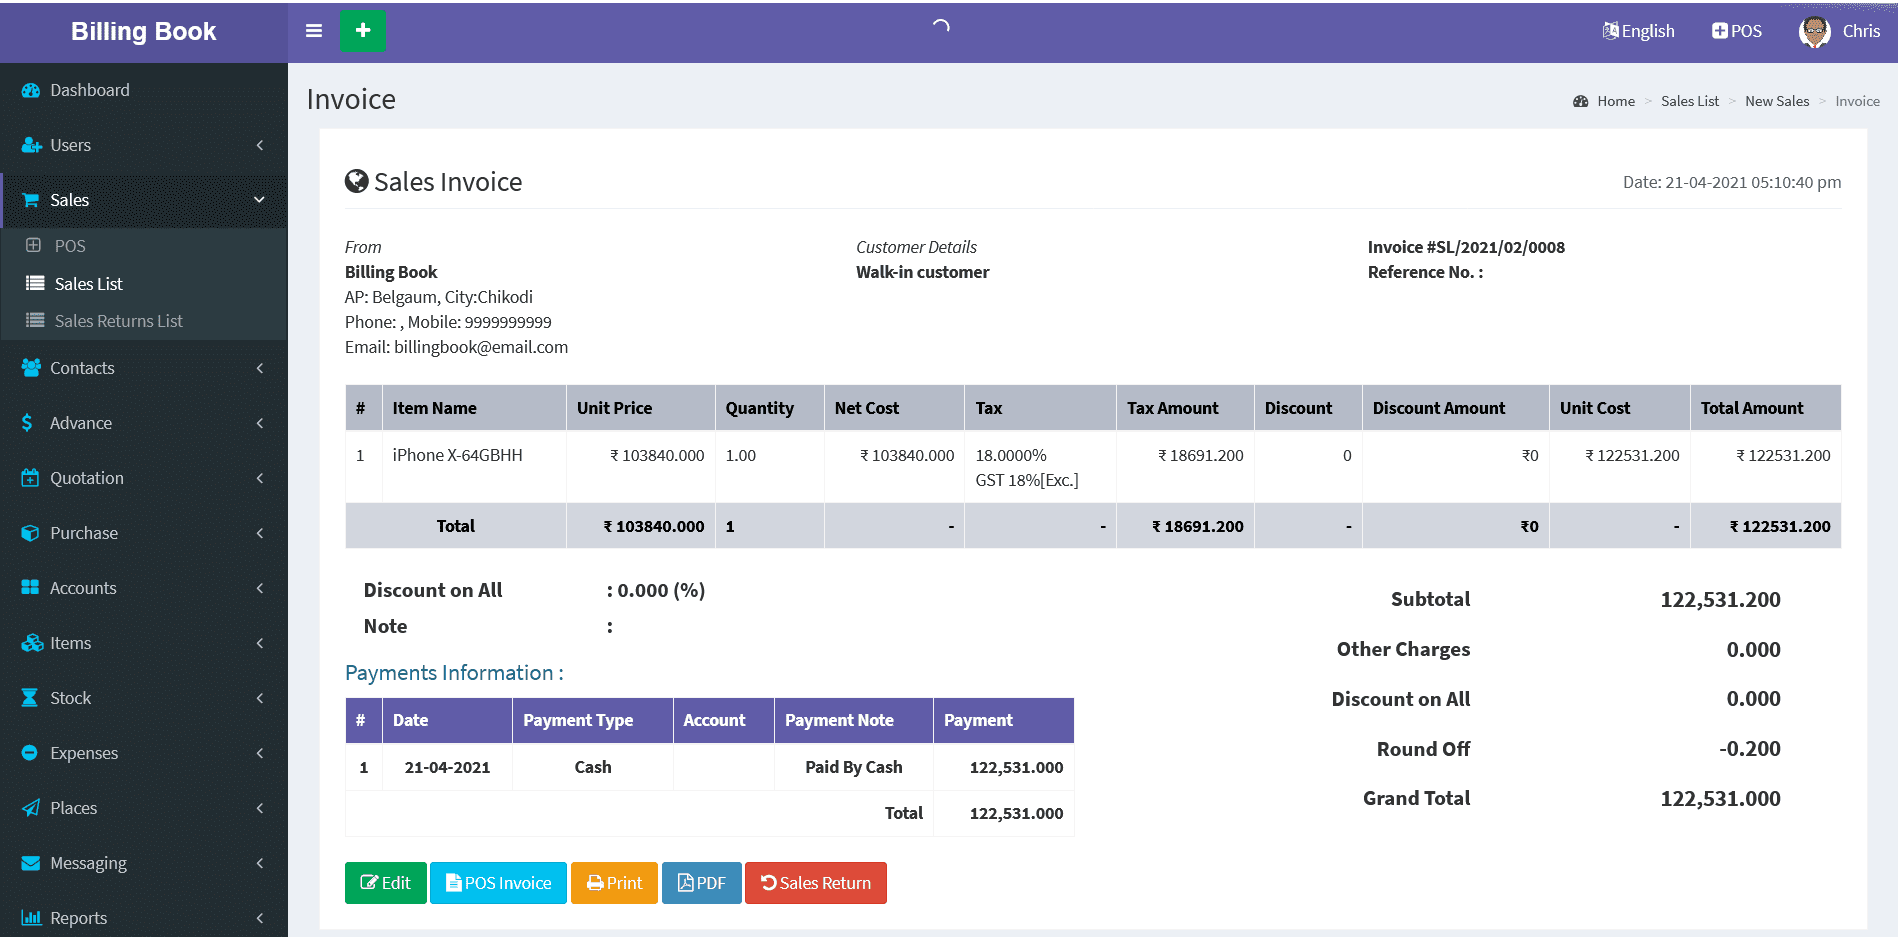 Billing Book
English
POS
Chris
Dashboard
Users
Sales
POS
Sales List
Sales Returns List
Contacts
Advance
Quotation
Purchase
Accounts
Items
Stock
Expenses
Places
Messaging
Reports
Invoice
Home > Sales List > New Sales > Invoice
Sales Invoice
Date: 21-04-2021 05:10:40 pm
From
Billing Book
AP: Belgaum, City:Chikodi
Phone: , Mobile: 9999999999
Email: billingbook@email.com
Customer Details
Walk-in customer
Invoice #SL/2021/02/0008
Reference No. :
# Item Name Unit Price Quantity Net Cost Tax Tax Amount Discount Discount Amount Unit Cost Total Amount
1 iPhone X-64GBHH ₹ 103840.000 1.00 ₹ 103840.000 18.0000% ₹ 18691.200 0 ₹0 ₹ 122531.200 ₹ 122531.200
GST 18%[Exc.]
Total ₹ 103840.000 1 - - ₹ 18691.200 - ₹0 - ₹ 122531.200
Discount on All : 0.000 (%)
Note :
Payments Information :
# Date Payment Type Account Payment Note Payment
1 21-04-2021 Cash Paid By Cash 122,531.000
Total 122,531.000
Subtotal 122,531.200
Other Charges 0.000
Discount on All 0.000
Round Off -0.200
Grand Total 122,531.000
Edit
POS Invoice
Print
PDF
Sales Return